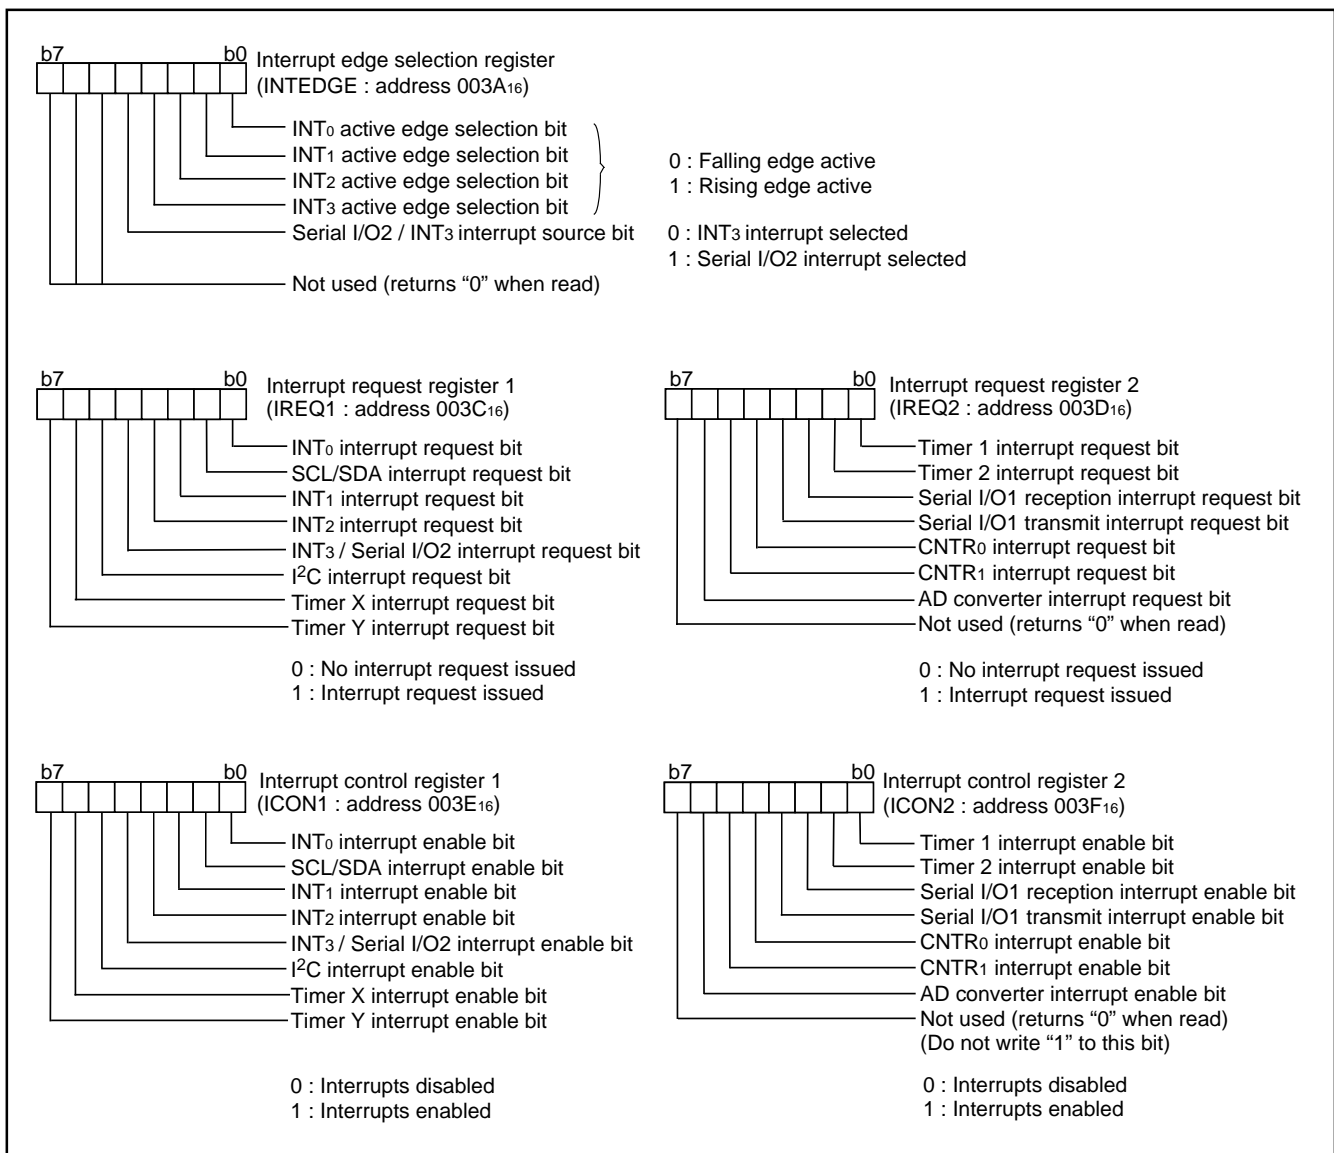 b7 b0 Interrupt edge selection register
(INTEDGE : address 003A16)
INT0 active edge selection bit
INT1 active edge selection bit
INT2 active edge selection bit
INT3 active edge selection bit
0 : Falling edge active
1 : Rising edge active
Serial I/O2 / INT3 interrupt source bit
0 : INT3 interrupt selected
1 : Serial I/O2 interrupt selected
Not used (returns “0” when read)
b7 b0 Interrupt request register 1
(IREQ1 : address 003C16)
INT0 interrupt request bit
SCL/SDA interrupt request bit
INT1 interrupt request bit
INT2 interrupt request bit
INT3 / Serial I/O2 interrupt request bit
I2C interrupt request bit
Timer X interrupt request bit
Timer Y interrupt request bit
0 : No interrupt request issued
1 : Interrupt request issued
b7 b0 Interrupt request register 2
(IREQ2 : address 003D16)
Timer 1 interrupt request bit
Timer 2 interrupt request bit
Serial I/O1 reception interrupt request bit
Serial I/O1 transmit interrupt request bit
CNTR0 interrupt request bit
CNTR1 interrupt request bit
AD converter interrupt request bit
Not used (returns “0” when read)
0 : No interrupt request issued
1 : Interrupt request issued
b7 b0 Interrupt control register 1
(ICON1 : address 003E16)
INT0 interrupt enable bit
SCL/SDA interrupt enable bit
INT1 interrupt enable bit
INT2 interrupt enable bit
INT3 / Serial I/O2 interrupt enable bit
I2C interrupt enable bit
Timer X interrupt enable bit
Timer Y interrupt enable bit
0 : Interrupts disabled
1 : Interrupts enabled
b7 b0 Interrupt control register 2
(ICON2 : address 003F16)
Timer 1 interrupt enable bit
Timer 2 interrupt enable bit
Serial I/O1 reception interrupt enable bit
Serial I/O1 transmit interrupt enable bit
CNTR0 interrupt enable bit
CNTR1 interrupt enable bit
AD converter interrupt enable bit
Not used (returns “0” when read)
(Do not write “1” to this bit)
0 : Interrupts disabled
1 : Interrupts enabled